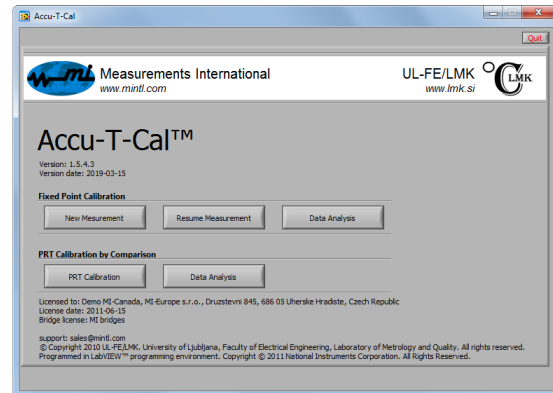 Accu-T-Cal
Quit
mi Measurements International
www.mintl.com
UL-FE/LMK
www.lmk.si
°C LMK
Accu-T-Cal™
Version: 1.5.4.3
Version date: 2019-03-15
Fixed Point Calibration
New Mesurement
Resume Measurement
Data Analysis
PRT Calibration by Comparison
PRT Calibration
Data Analysis
Licensed to: Demo MI-Canada, MI-Europe s.r.o., Druzstevni 845, 686 05 Uherske Hradiste, Czech Republic
License date: 2011-06-15
Bridge license: MI bridges
support: sales@mintl.com
© Copyright 2010 UL-FE/LMK. University of Ljubljana, Faculty of Electrical Engineering, Laboratory of Metrology and Quality. All rights reserved.
Programmed in LabVIEW™ programming environment. Copyright © 2011 National Instruments Corporation. All Rights Reserved.